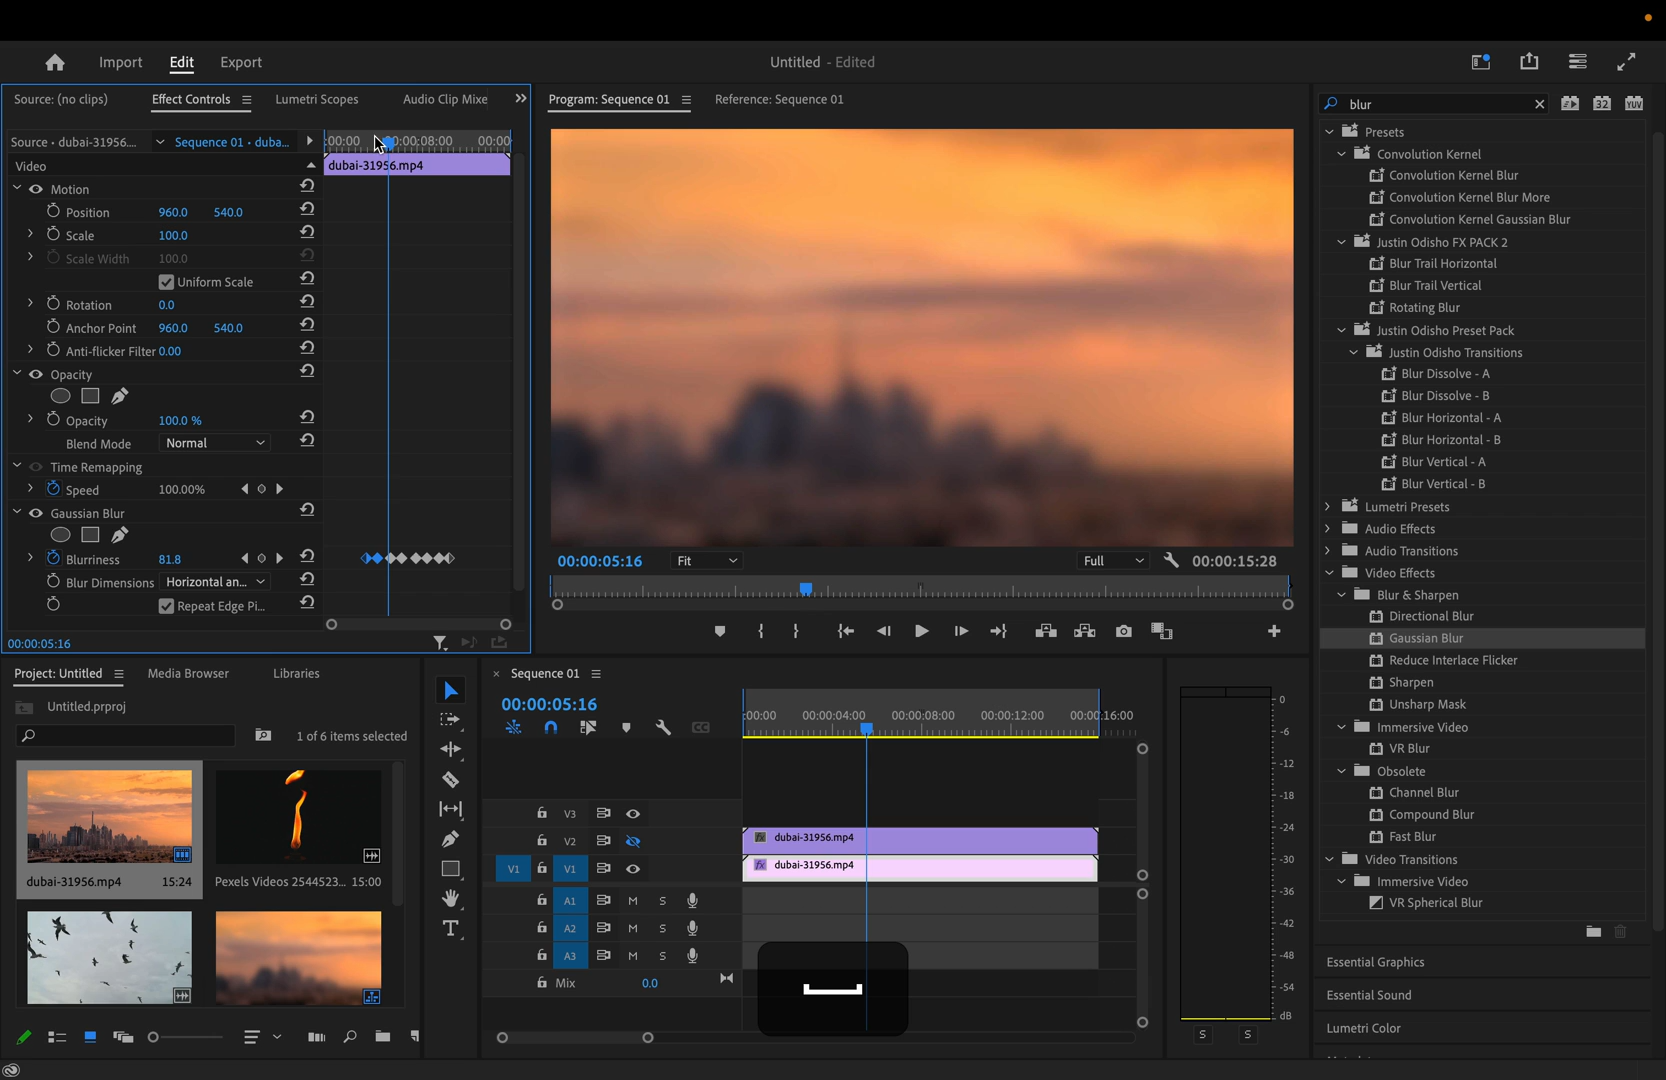 Import Edit Export Untitled - Edited
Source: (no clips) Effect Controls Lumetri Scopes Audio Clip Mixe
Source • dubai-31956.... Sequence 01 • duba...
:00:00 00:00:08:00 00:00
Video
dubai-31956.mp4
Motion
Position 960.0 540.0
Scale 100.0
Scale Width 100.0
Uniform Scale
Rotation 0.0
Anchor Point 960.0 540.0
Anti-flicker Filter 0.00
Opacity
Opacity 100.0 %
Blend Mode Normal
Time Remapping
Speed 100.00%
Gaussian Blur
Blurriness 81.8
Blur Dimensions Horizontal an...
Repeat Edge Pi...
00:00:05:16
Program: Sequence 01 Reference: Sequence 01
00:00:05:16 Fit Full 00:00:15:28
blur
32 YUV
Presets
Convolution Kernel
Convolution Kernel Blur
Convolution Kernel Blur More
Convolution Kernel Gaussian Blur
Justin Odisho FX PACK 2
Blur Trail Horizontal
Blur Trail Vertical
Rotating Blur
Justin Odisho Preset Pack
Justin Odisho Transitions
Blur Dissolve - A
Blur Dissolve - B
Blur Horizontal - A
Blur Horizontal - B
Blur Vertical - A
Blur Vertical - B
Lumetri Presets
Audio Effects
Audio Transitions
Video Effects
Blur & Sharpen
Directional Blur
Gaussian Blur
Reduce Interlace Flicker
Sharpen
Unsharp Mask
Immersive Video
VR Blur
Obsolete
Channel Blur
Compound Blur
Fast Blur
Video Transitions
Immersive Video
VR Spherical Blur
Essential Graphics
Essential Sound
Lumetri Color
Project: Untitled Media Browser Libraries
Untitled.prproj
1 of 6 items selected
dubai-31956.mp4 15:24
Pexels Videos 2544523... 15:00
Sequence 01
00:00:05:16
:00:00 00:00:04:00 00:00:08:00 00:00:12:00 00:00:16:00
V3
V2 dubai-31956.mp4
V1 V1 dubai-31956.mp4
A1 M S
A2 M S
A3 M S
Mix 0.0
0
-6
-12
-18
-24
-30
-36
-42
-48
-54
dB
S S